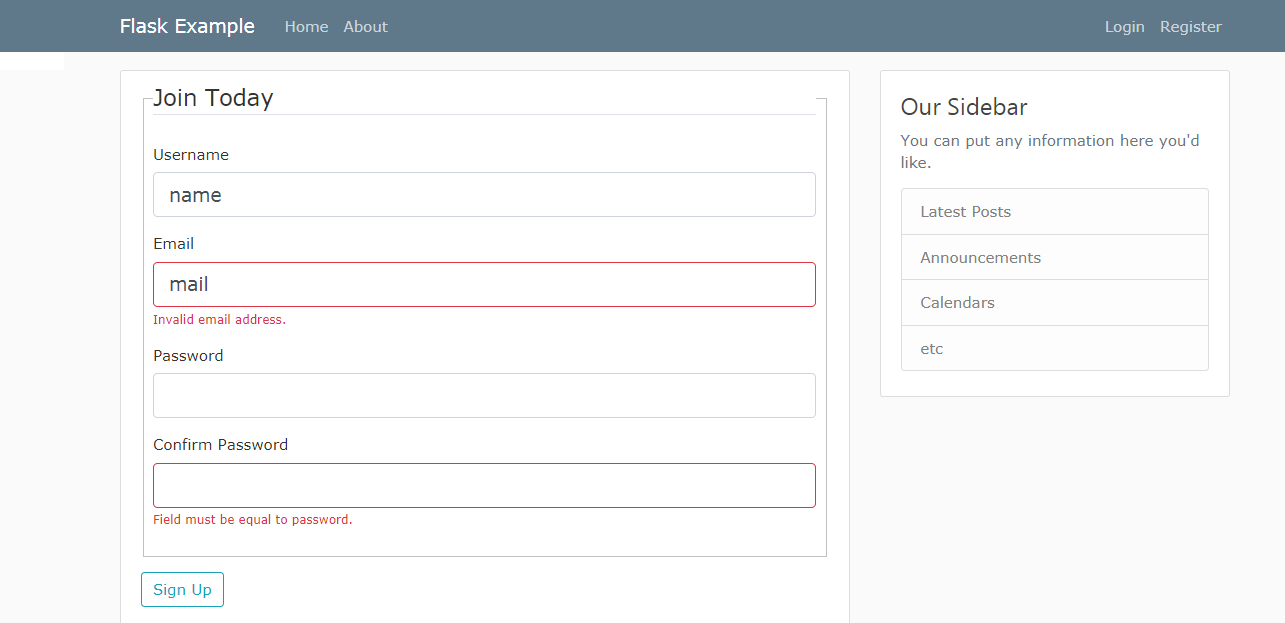 Flask Example Home About Login Register
Join Today
Username
name
Email
mail
Invalid email address.
Password
Confirm Password
Field must be equal to password.
Sign Up
Our Sidebar
You can put any information here you'd
like.
Latest Posts
Announcements
Calendars
etc